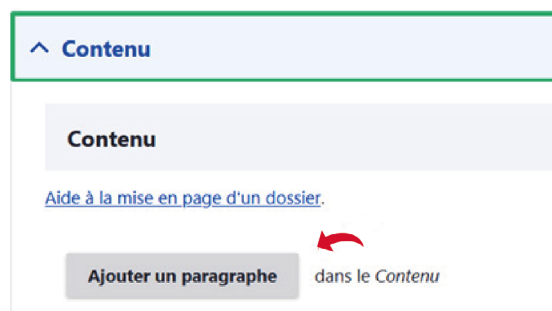 Contenu
Contenu
Aide à la mise en page d'un dossier.
Ajouter un paragraphe dans le Contenu